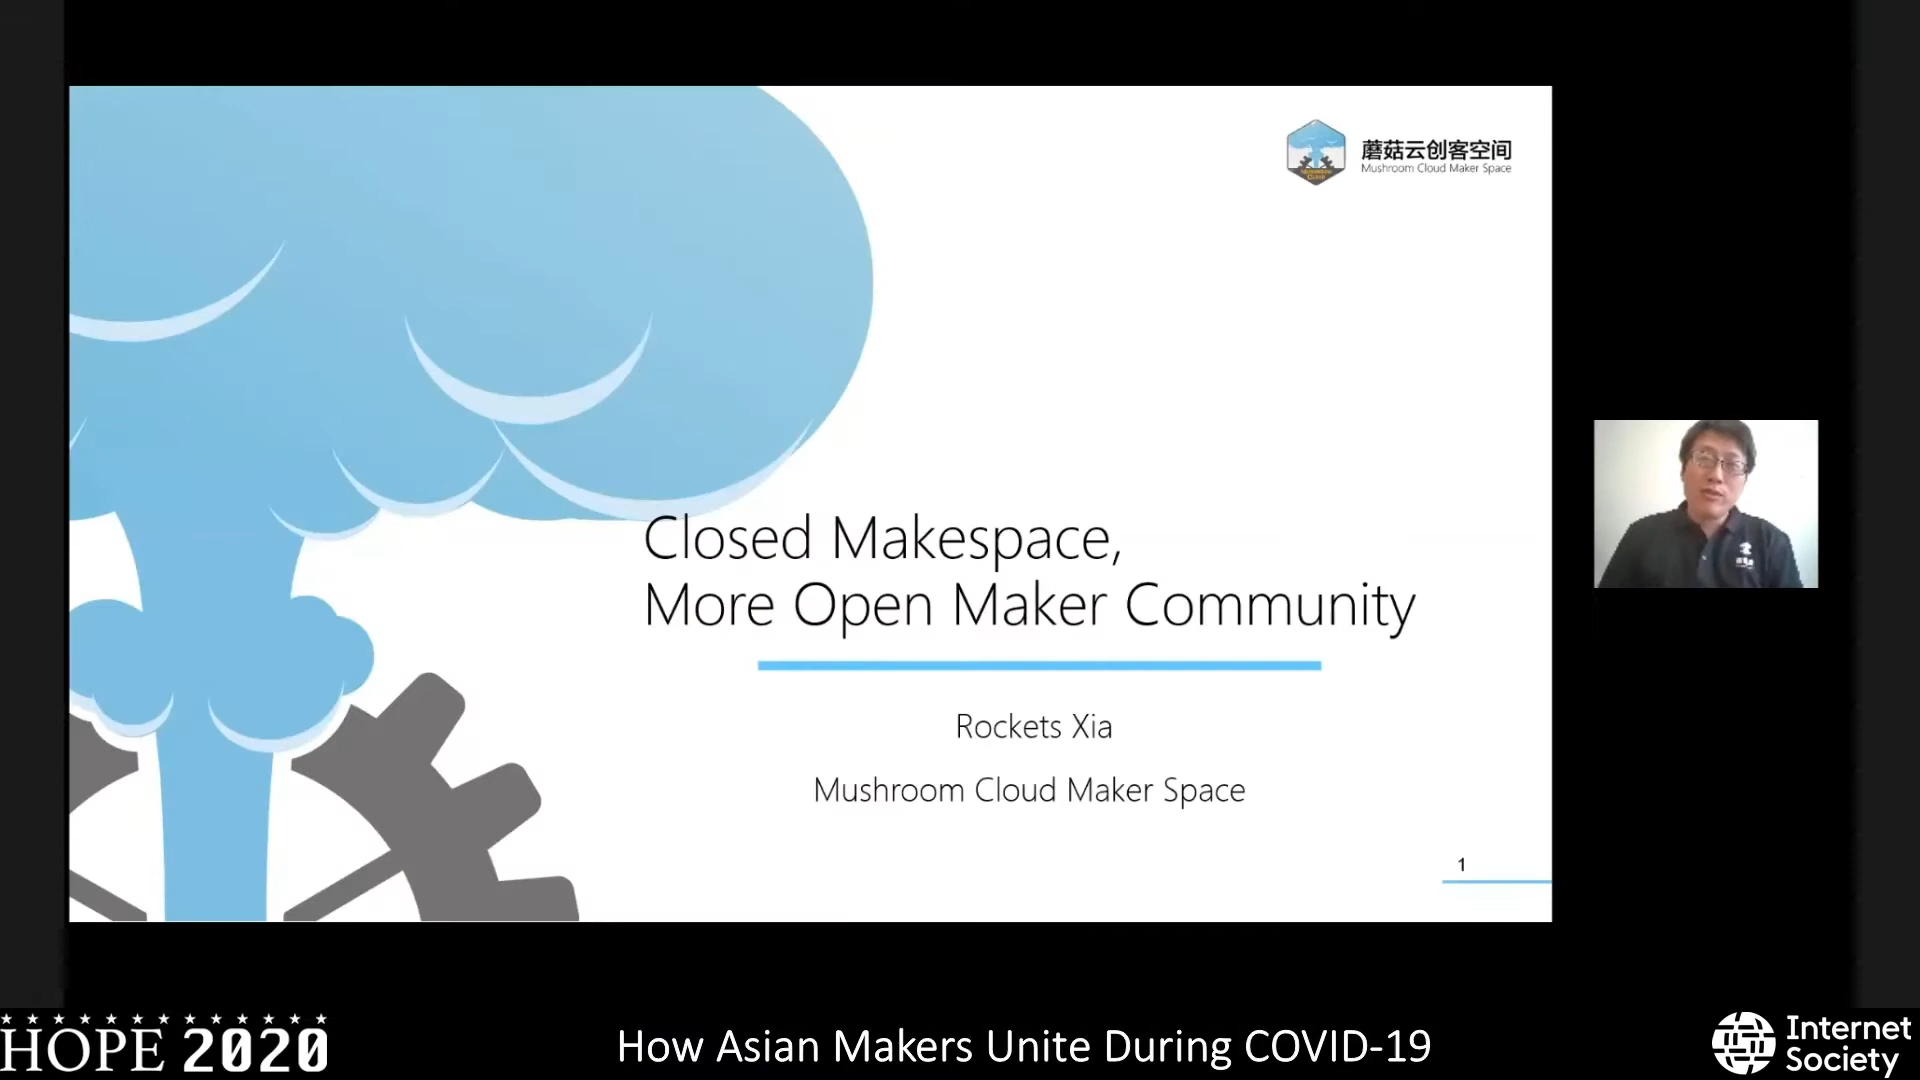 蘑菇云创客空间
Mushroom Cloud Maker Space
Closed Makespace,
More Open Maker Community
Rockets Xia
Mushroom Cloud Maker Space
1
HOPE 2020
How Asian Makers Unite During COVID-19
Internet
Society